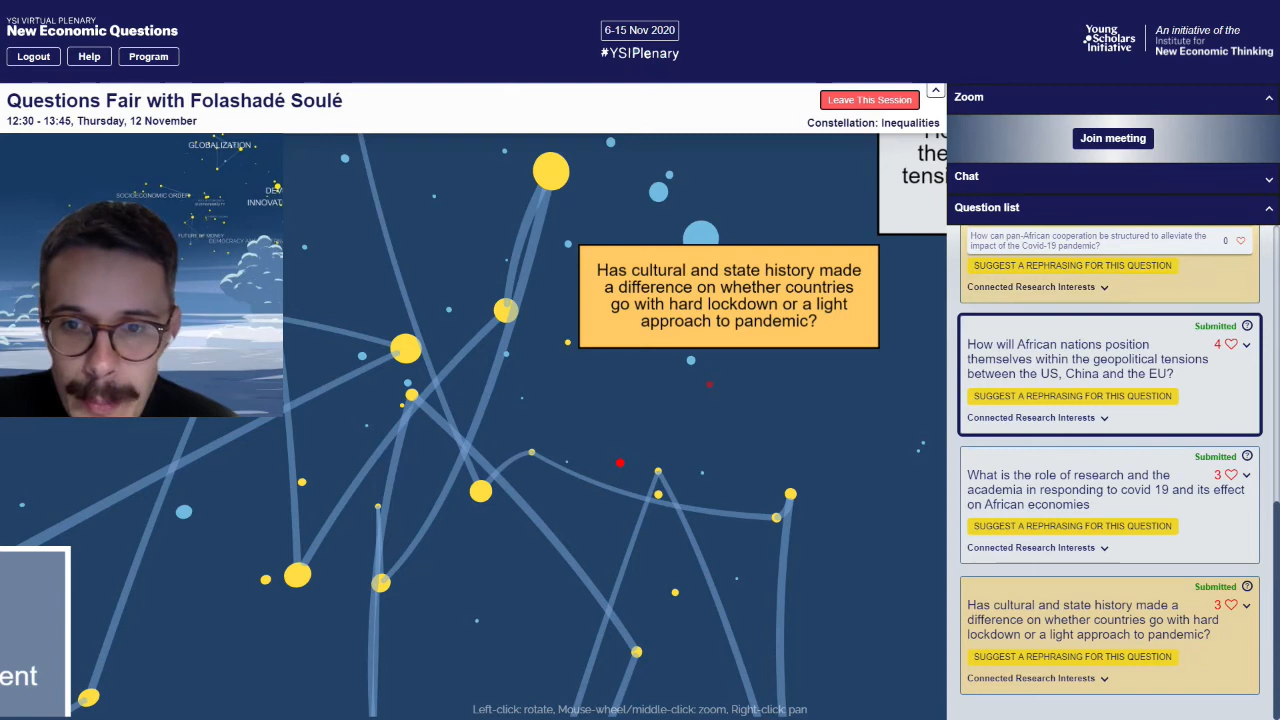 YSI VIRTUAL PLENARY
New Economic Questions
Logout
Help
Program
6-15 Nov 2020
#YSIPlenary
Young
Scholars
Initiative
An initiative of the
Institute for
New Economic Thinking
Questions Fair with Folashadé Soulé
12:30 - 13:45, Thursday, 12 November
Leave This Session
Constellation: Inequalities
GLOBALIZATION
SOCIOECONOMIC ORDER
INNOVAT
FUTURE OF MONEY
the
tensi
Has cultural and state history made
a difference on whether countries
go with hard lockdown or a light
approach to pandemic?
ent
Left-click: rotate, Mouse-wheel/middle-click: zoom, Right-click: pan
Zoom
Join meeting
Chat
Question list
How can pan-African cooperation be structured to alleviate the
impact of the Covid-19 pandemic?
0
SUGGEST A REPHRASING FOR THIS QUESTION
Connected Research Interests
Submitted
How will African nations position
themselves within the geopolitical tensions
between the US, China and the EU?
4
SUGGEST A REPHRASING FOR THIS QUESTION
Connected Research Interests
Submitted
What is the role of research and the
academia in responding to covid 19 and its effect
on African economies
3
SUGGEST A REPHRASING FOR THIS QUESTION
Connected Research Interests
Submitted
Has cultural and state history made a
difference on whether countries go with hard
lockdown or a light approach to pandemic?
3
SUGGEST A REPHRASING FOR THIS QUESTION
Connected Research Interests